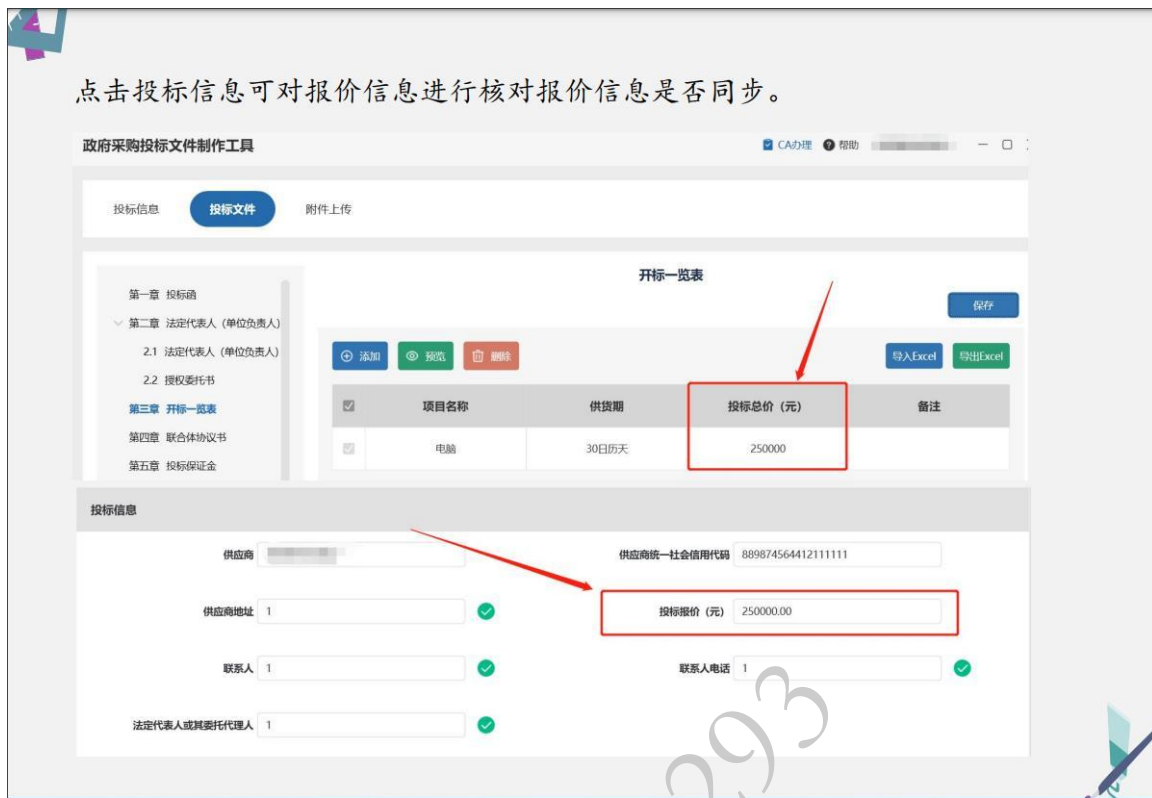 点击投标信息可对报价信息进行核对报价信息是否同步。
政府采购投标文件制作工具
CA办理 帮助
投标信息 投标文件 附件上传
开标一览表
保存
第一章 投标函
第二章 法定代表人（单位负责人）
2.1 法定代表人（单位负责人）
2.2 授权委托书
第三章 开标一览表
第四章 联合体协议书
第五章 投标保证金
添加 预览 删除 导入Excel 导出Excel
项目名称 供货期 投标总价（元） 备注
电脑 30日历天 250000
投标信息
供应商 供应商统一社会信用代码 889874564412111111
供应商地址 1 投标报价（元） 250000.00
联系人 1 联系人电话 1
法定代表人或其委托代理人 1
293